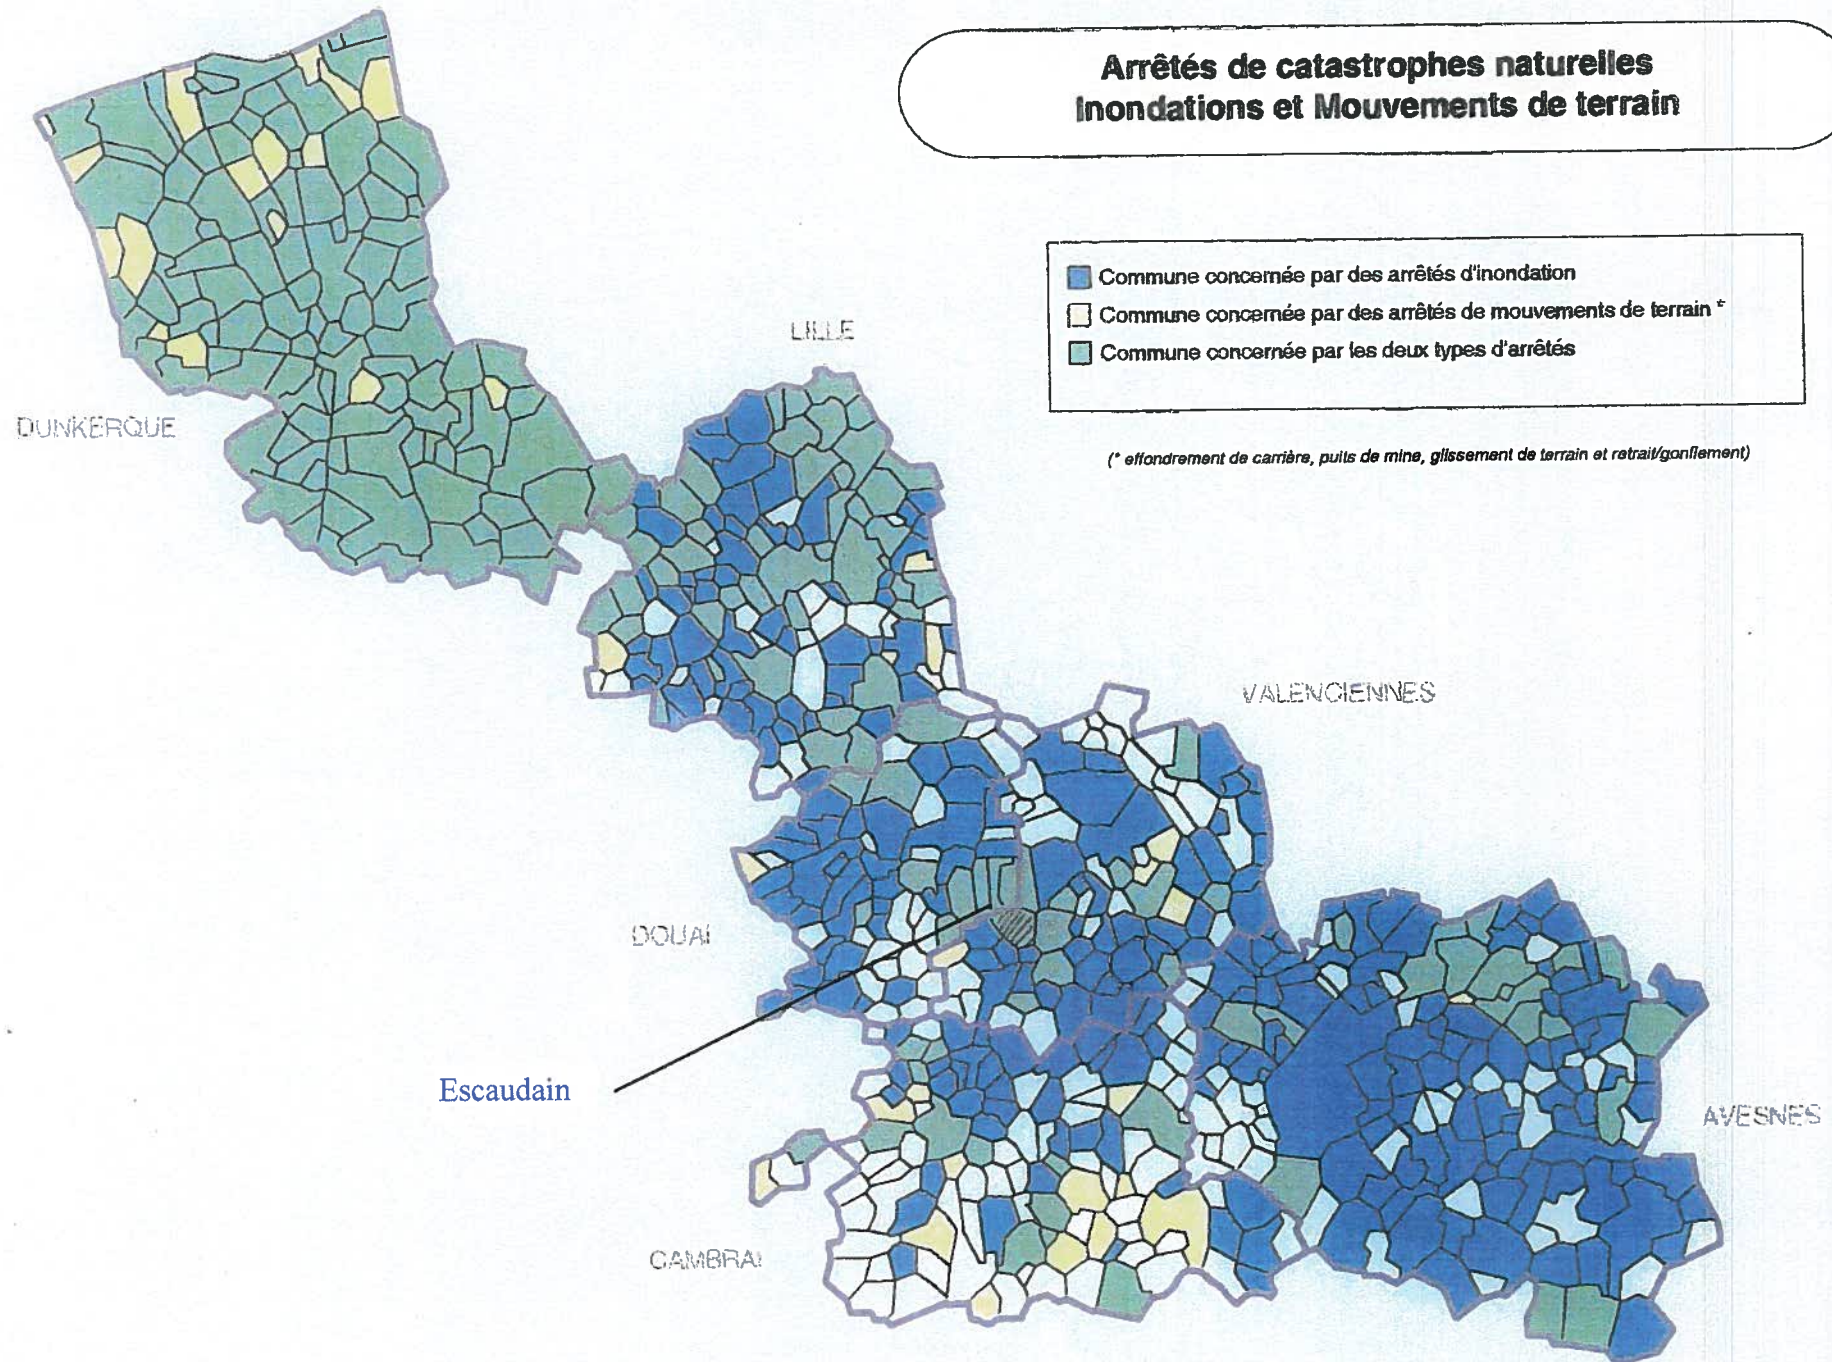 Arrêtés de catastrophes naturelles
Inondations et Mouvements de terrain
Commune concernée par des arrêtés d'inondation
Commune concernée par des arrêtés de mouvements de terrain *
Commune concernée par les deux types d'arrêtés
(* effondrement de carrière, puits de mine, glissement de terrain et retrait/gonflement)
LILLE
DUNKERQUE
VALENCIENNES
DOUAI
Escaudain
AVESNES
CAMBRAI